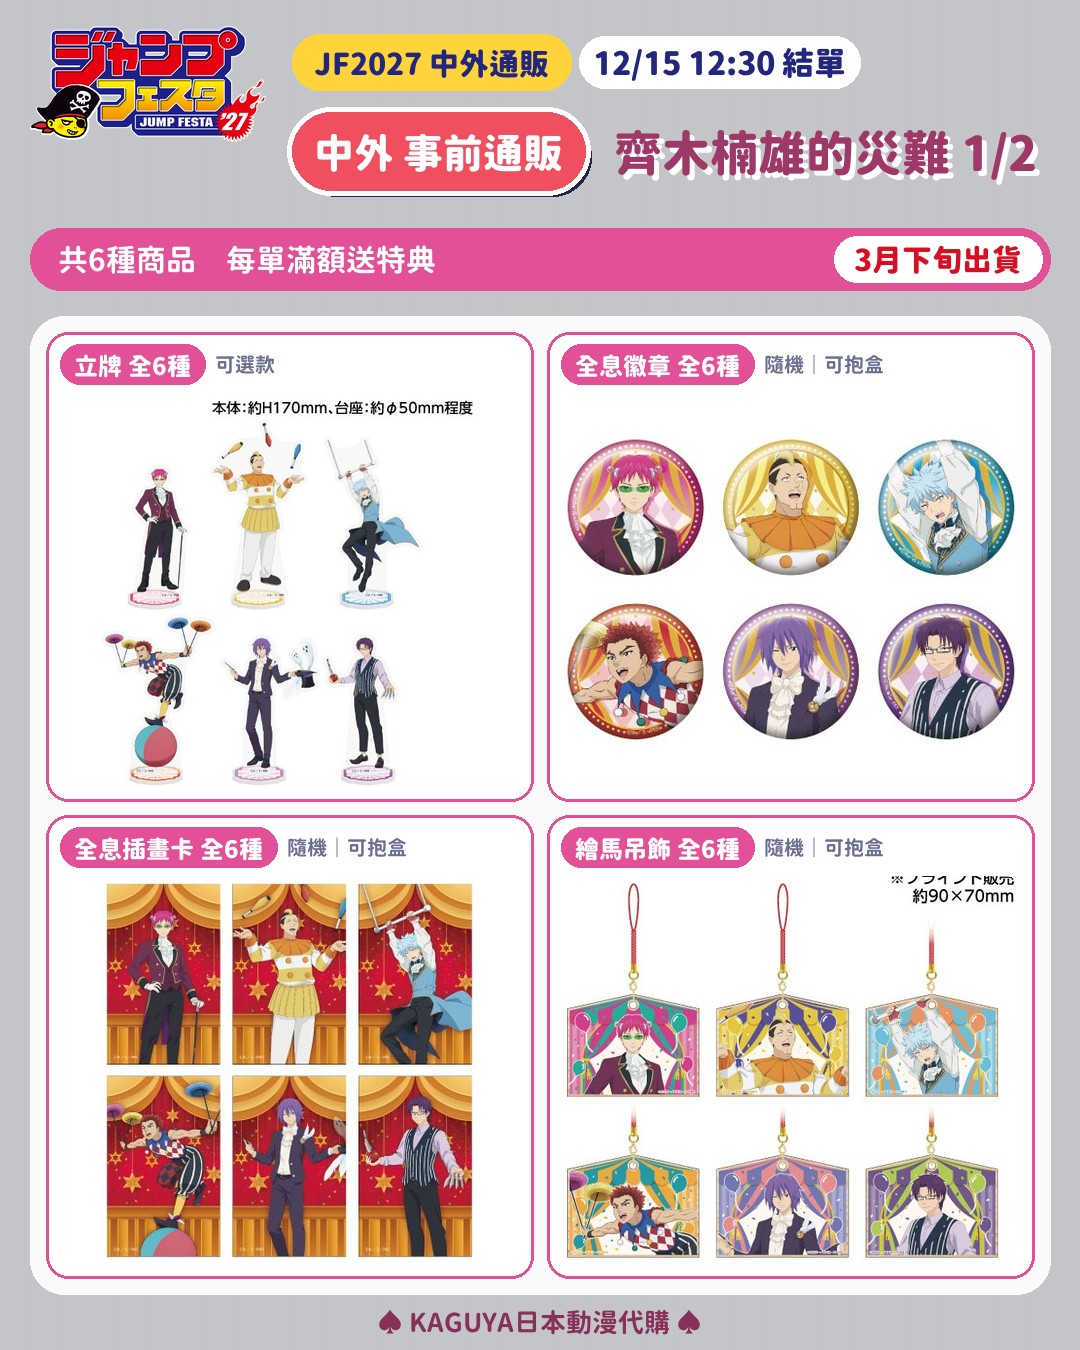 ジャンプ
フェスタ
JUMP FESTA '27
JF2027 中外通販
12/15 12:30 結單
中外 事前通販
齊木楠雄的災難 1/2
共6種商品 每單滿額送特典
3月下旬出貨
立牌 全6種 可選款
本体:約H170mm、台座:約φ50mm程度
全息徽章 全6種 隨機|可抱盒
全息插畫卡 全6種 隨機|可抱盒
繪馬吊飾 全6種 隨機|可抱盒
※ブラインド販売
約90×70mm
♠ KAGUYA日本動漫代購 ♠